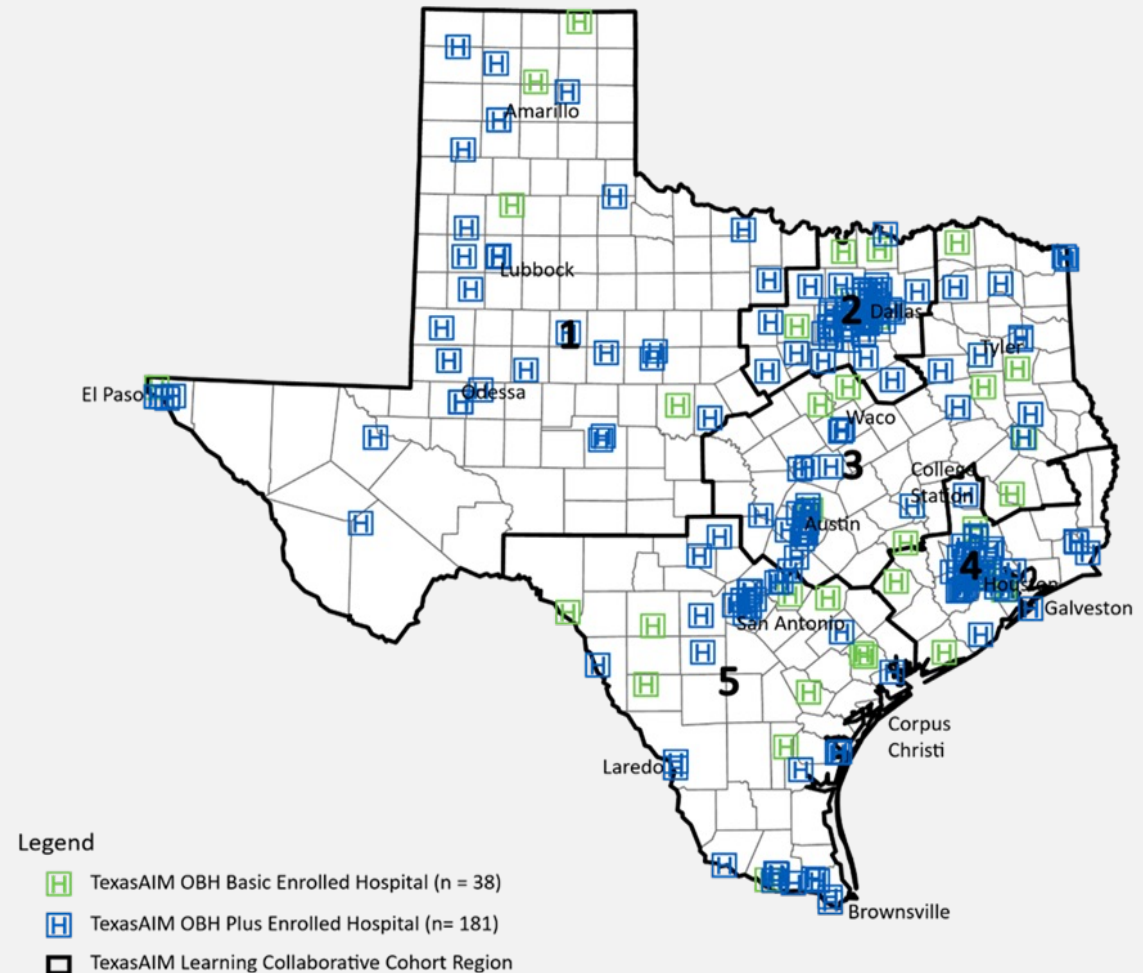 Amarillo
Lubbock
1
2
Dallas
Tyler
El Paso
Odessa
Waco
3
College
Station
Austin
4
Houston
Galveston
San Antonio
5
Corpus
Christi
Laredo
Brownsville
Legend
H TexasAIM OBH Basic Enrolled Hospital (n = 38)
H TexasAIM OBH Plus Enrolled Hospital (n= 181)
TexasAIM Learning Collaborative Cohort Region